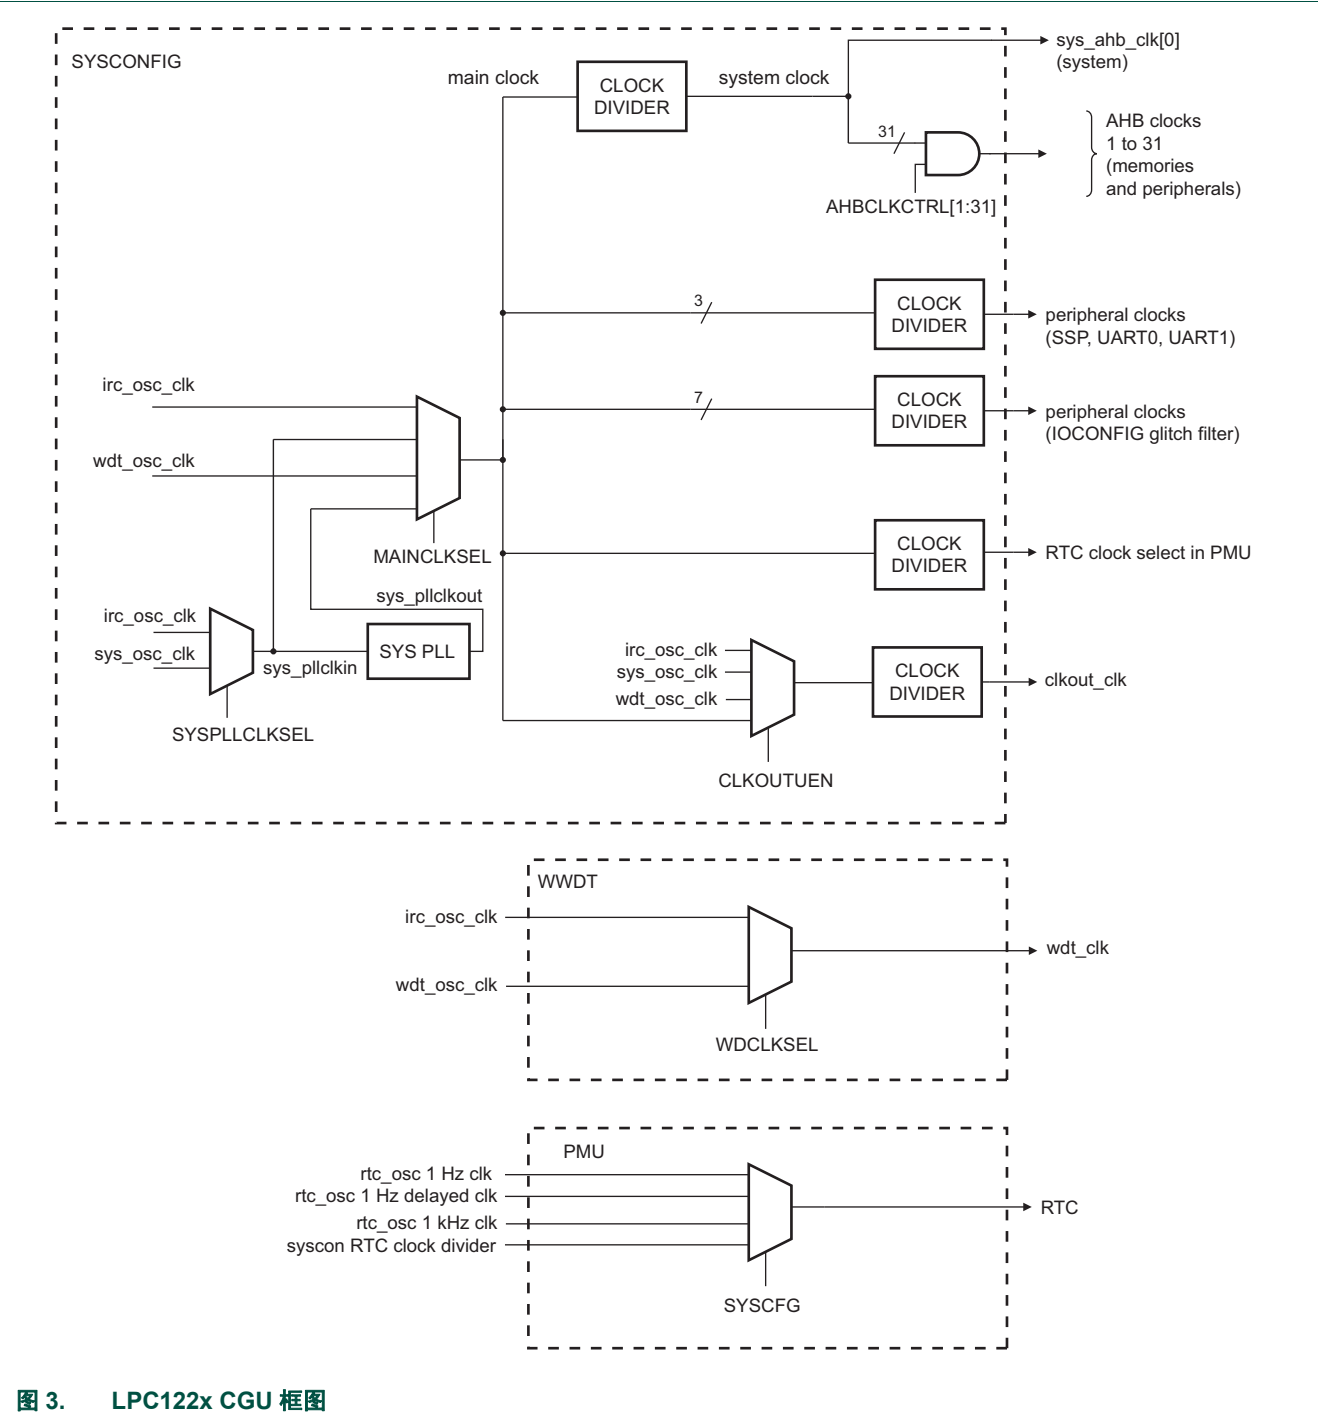 SYSCONFIG
main clock
CLOCK
DIVIDER
system clock
sys_ahb_clk[0]
(system)
31
AHBCLKCTRL[1:31]
AHB clocks
1 to 31
(memories
and peripherals)
3
CLOCK
DIVIDER
peripheral clocks
(SSP, UART0, UART1)
7
CLOCK
DIVIDER
peripheral clocks
(IOCONFIG glitch filter)
irc_osc_clk
wdt_osc_clk
MAINCLKSEL
CLOCK
DIVIDER
RTC clock select in PMU
sys_pllclkout
irc_osc_clk
sys_osc_clk
sys_pllclkin
SYS PLL
SYSPLLCLKSEL
irc_osc_clk
sys_osc_clk
wdt_osc_clk
CLOCK
DIVIDER
clkout_clk
CLKOUTUEN
WWDT
irc_osc_clk
wdt_osc_clk
wdt_clk
WDCLKSEL
PMU
rtc_osc 1 Hz clk
rtc_osc 1 Hz delayed clk
rtc_osc 1 kHz clk
syscon RTC clock divider
RTC
SYSCFG
图 3. LPC122x CGU 框图